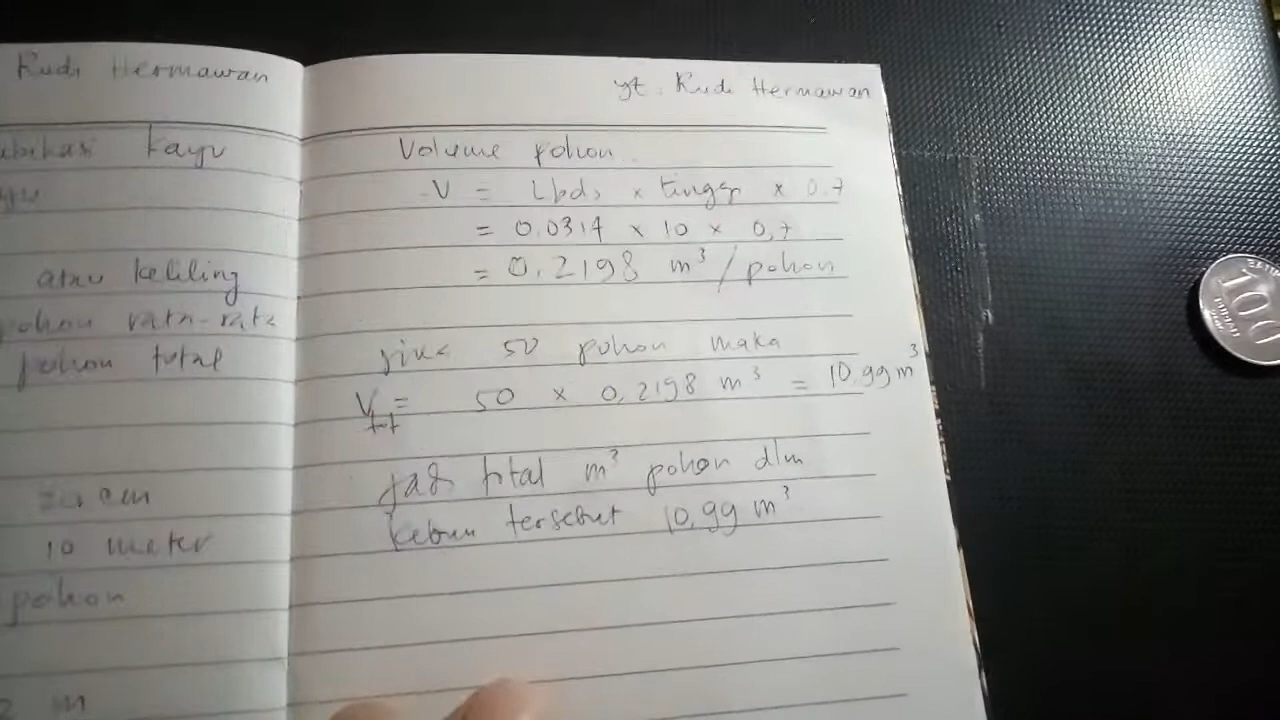 Rudi Hermawan
kayu
atau keliling
pohon rata-rata
pohon total
10 meter
pohon
m
yt : Rudi Hermawan
Volume pohon
V = Lbds x tinggi x 0.7
= 0.0314 x 10 x 0,7
= 0.2198 m³/pohon
jika 50 pohon maka
Vtot = 50 x 0,2198 m³ = 10,99 m³
Jadi total m³ pohon dlm
kebun tersebut 10,99 m³
100